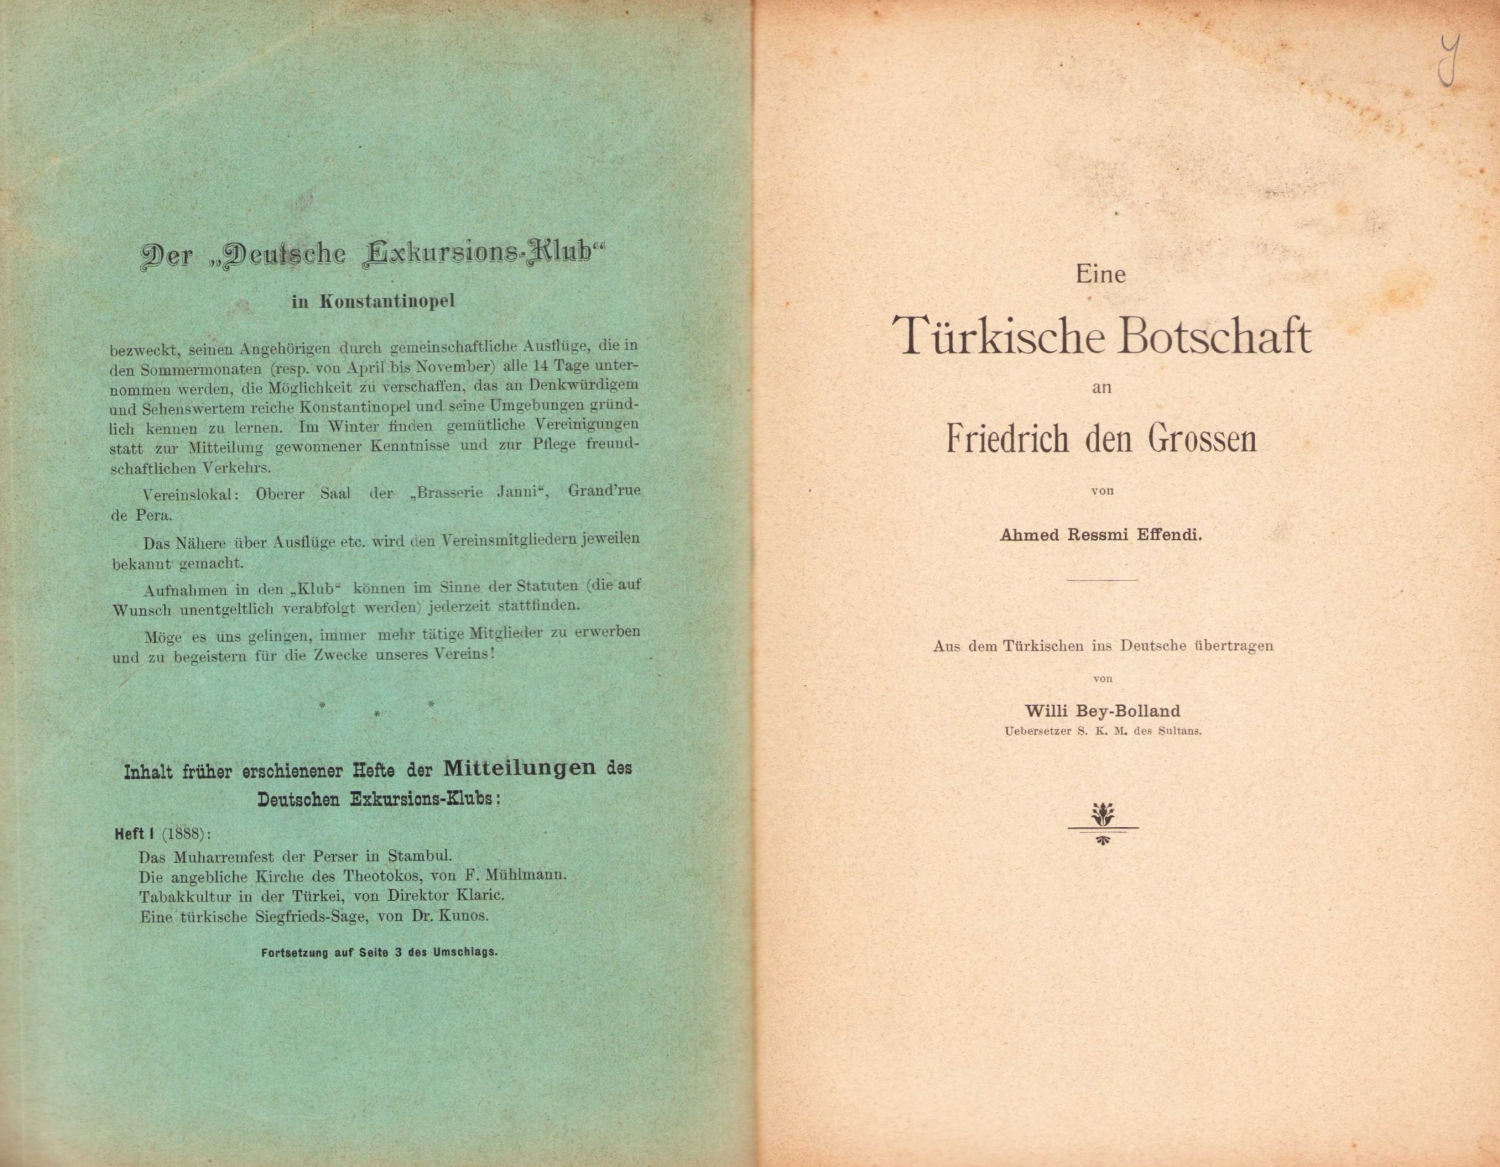 Der „Deutsche Exkursions-Klub“
in Konstantinopel
bezweckt, seinen Angehörigen durch gemeinschaftliche Ausflüge, die in
den Sommermonaten (resp. von April bis November) alle 14 Tage unter-
nommen werden, die Möglichkeit zu verschaffen, das an Denkwürdigem
und Sehenswertem reiche Konstantinopel und seine Umgebungen gründ-
lich kennen zu lernen. Im Winter finden gemütliche Vereinigungen
statt zur Mitteilung gewonnener Kenntnisse und zur Pflege freund-
schaftlichen Verkehrs.
Vereinslokal: Oberer Saal der „Brasserie Janni“, Grand'rue
de Pera.
Das Nähere über Ausflüge etc. wird den Vereinsmitgliedern jeweilen
bekannt gemacht.
Aufnahmen in den „Klub“ können im Sinne der Statuten (die auf
Wunsch unentgeltlich verabfolgt werden) jederzeit stattfinden.
Möge es uns gelingen, immer mehr tätige Mitglieder zu erwerben
und zu begeistern für die Zwecke unseres Vereins!
* * *
Inhalt früher erschienener Hefte der Mitteilungen des
Deutschen Exkursions-Klubs:
Heft I (1888):
Das Muharremfest der Perser in Stambul.
Die angebliche Kirche des Theotokos, von F. Mühlmann.
Tabakkultur in der Türkei, von Direktor Klaric.
Eine türkische Siegfrieds-Sage, von Dr. Kunos.
Fortsetzung auf Seite 3 des Umschlags.
y
Eine
Türkische Botschaft
an
Friedrich den Grossen
von
Ahmed Ressmi Effendi.
Aus dem Türkischen ins Deutsche übertragen
von
Willi Bey-Bolland
Uebersetzer S. K. M. des Sultans.